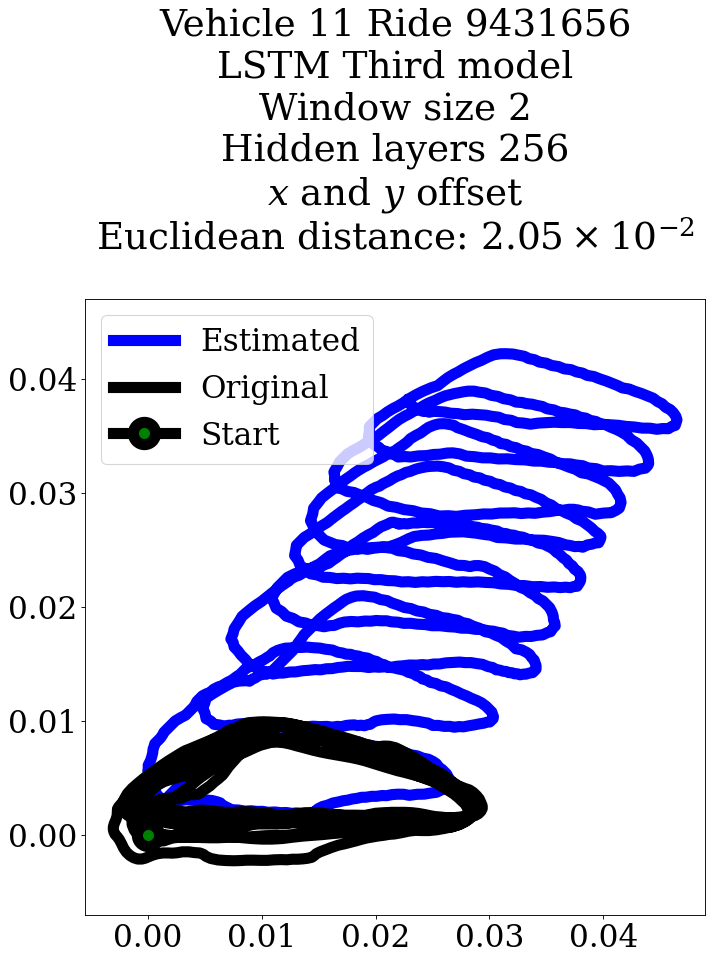 Vehicle 11 Ride 9431656
LSTM Third model
Window size 2
Hidden layers 256
x and y offset
Euclidean distance: 2.05 × 10⁻²
Estimated
Original
Start
0.04
0.03
0.02
0.01
0.00
0.00 0.01 0.02 0.03 0.04